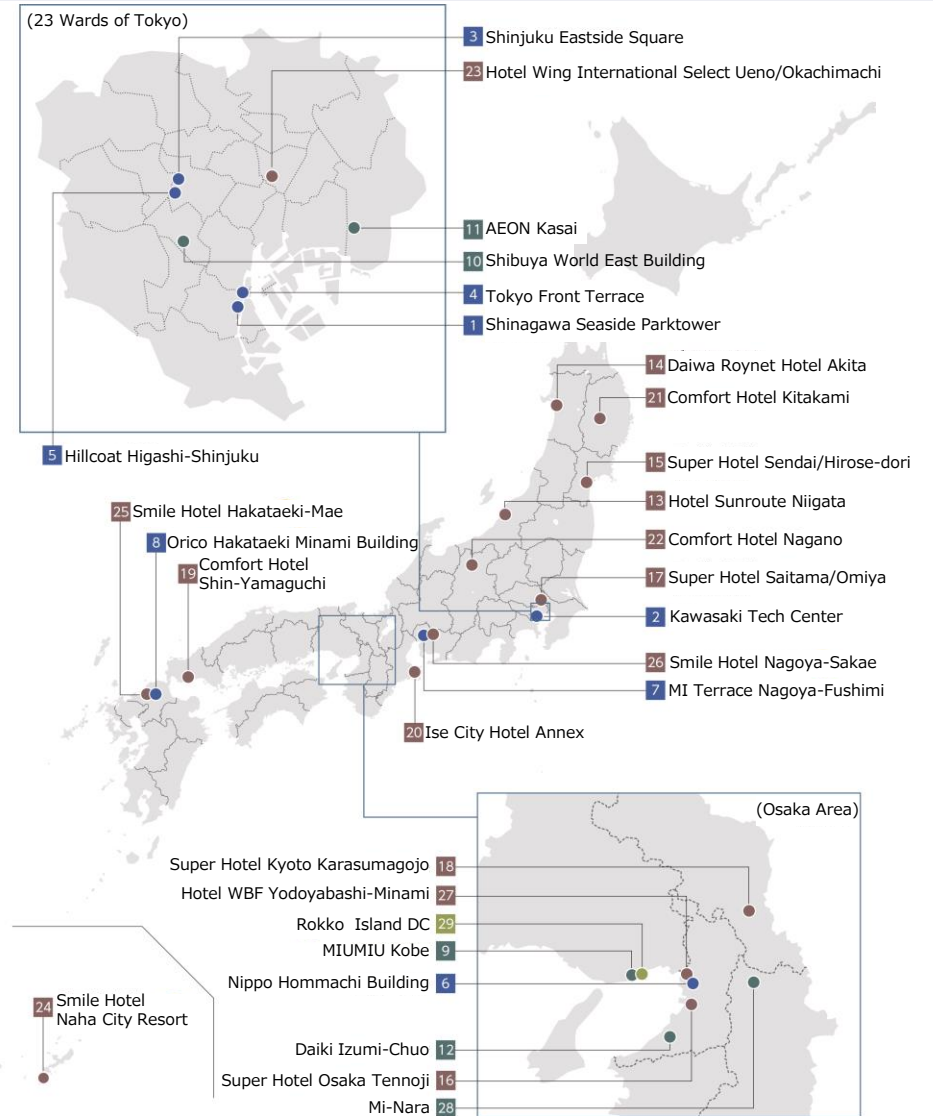 (23 Wards of Tokyo)
3 Shinjuku Eastside Square
23 Hotel Wing International Select Ueno/Okachimachi
11 AEON Kasai
10 Shibuya World East Building
4 Tokyo Front Terrace
1 Shinagawa Seaside Parktower
5 Hillcoat Higashi-Shinjuku
14 Daiwa Roynet Hotel Akita
21 Comfort Hotel Kitakami
15 Super Hotel Sendai/Hirose-dori
13 Hotel Sunroute Niigata
22 Comfort Hotel Nagano
17 Super Hotel Saitama/Omiya
2 Kawasaki Tech Center
26 Smile Hotel Nagoya-Sakae
7 MI Terrace Nagoya-Fushimi
25 Smile Hotel Hakataeki-Mae
8 Orico Hakataeki Minami Building
19 Comfort Hotel
Shin-Yamaguchi
20 Ise City Hotel Annex
(Osaka Area)
Super Hotel Kyoto Karasumagojo 18
Hotel WBF Yodoyabashi-Minami 27
Rokko Island DC 29
MIUMIU Kobe 9
Nippo Hommachi Building 6
Daiki Izumi-Chuo 12
Super Hotel Osaka Tennoji 16
Mi-Nara 28
24 Smile Hotel
Naha City Resort